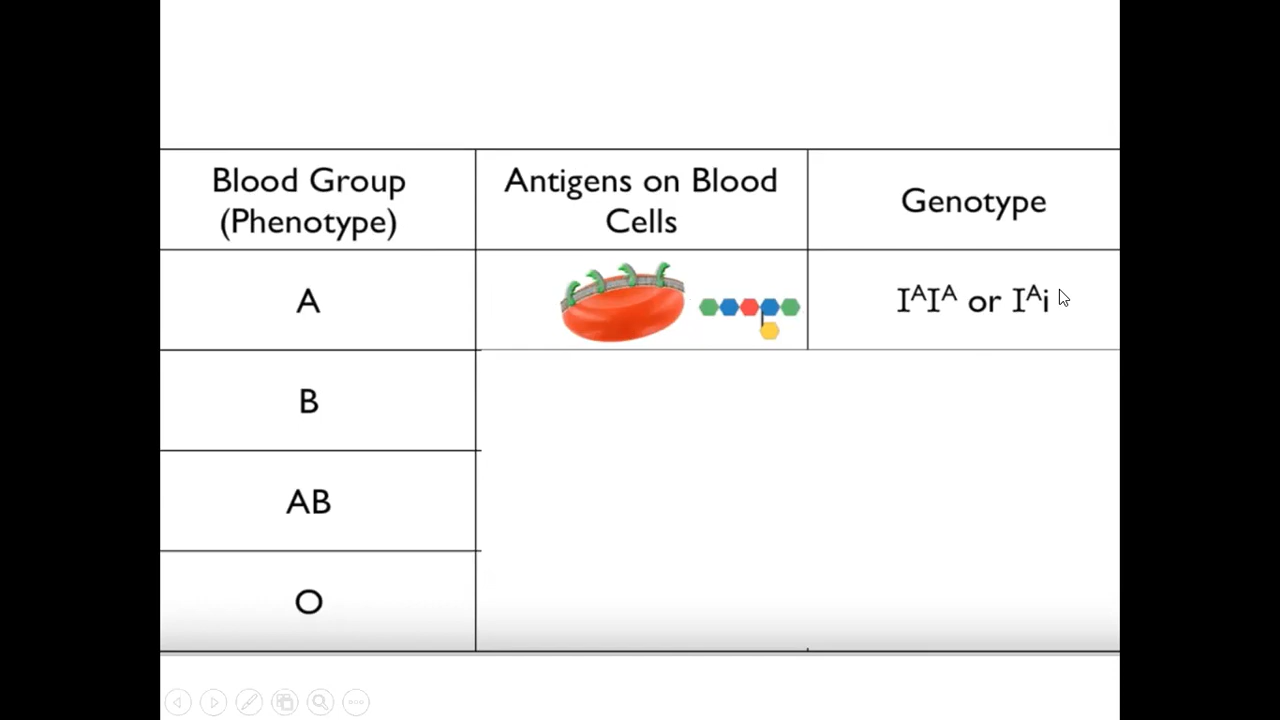 Blood Group
(Phenotype)
Antigens on Blood
Cells
Genotype
A
IᴬIᴬ or Iᴬi
B
AB
O